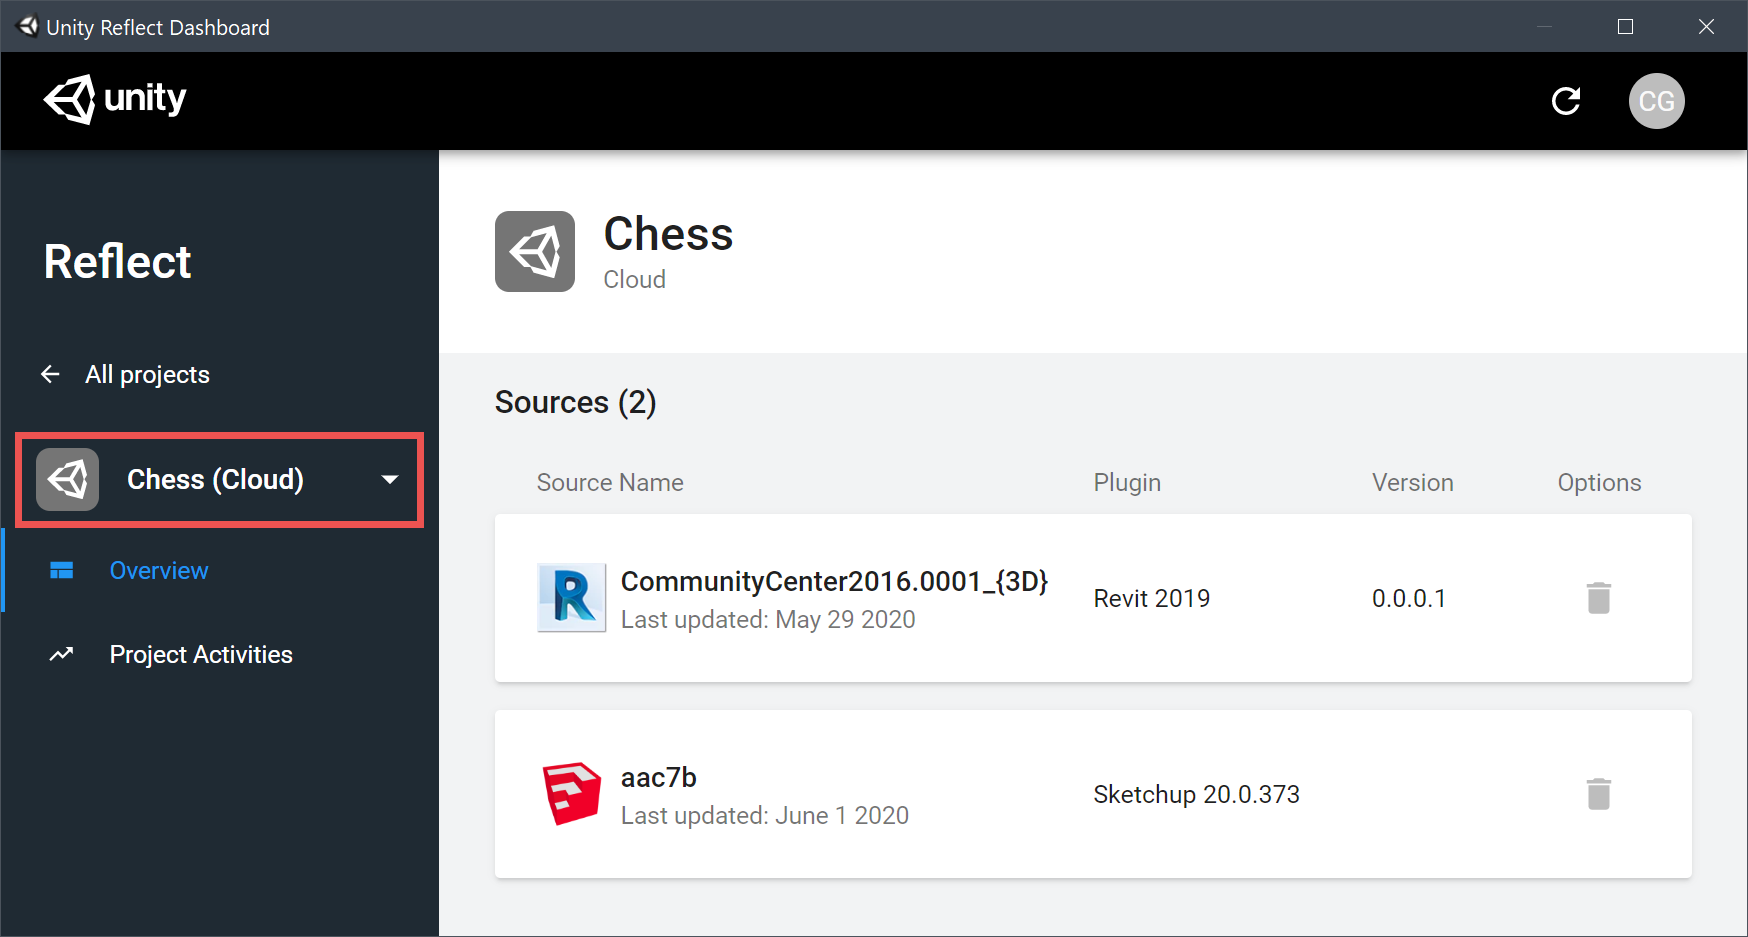 Unity Reflect Dashboard
unity
CG
Reflect
All projects
Chess (Cloud)
Overview
Project Activities
Chess
Cloud
Sources (2)
Source Name Plugin Version Options
CommunityCenter2016.0001_{3D}
Last updated: May 29 2020
Revit 2019
0.0.0.1
aac7b
Last updated: June 1 2020
Sketchup 20.0.373